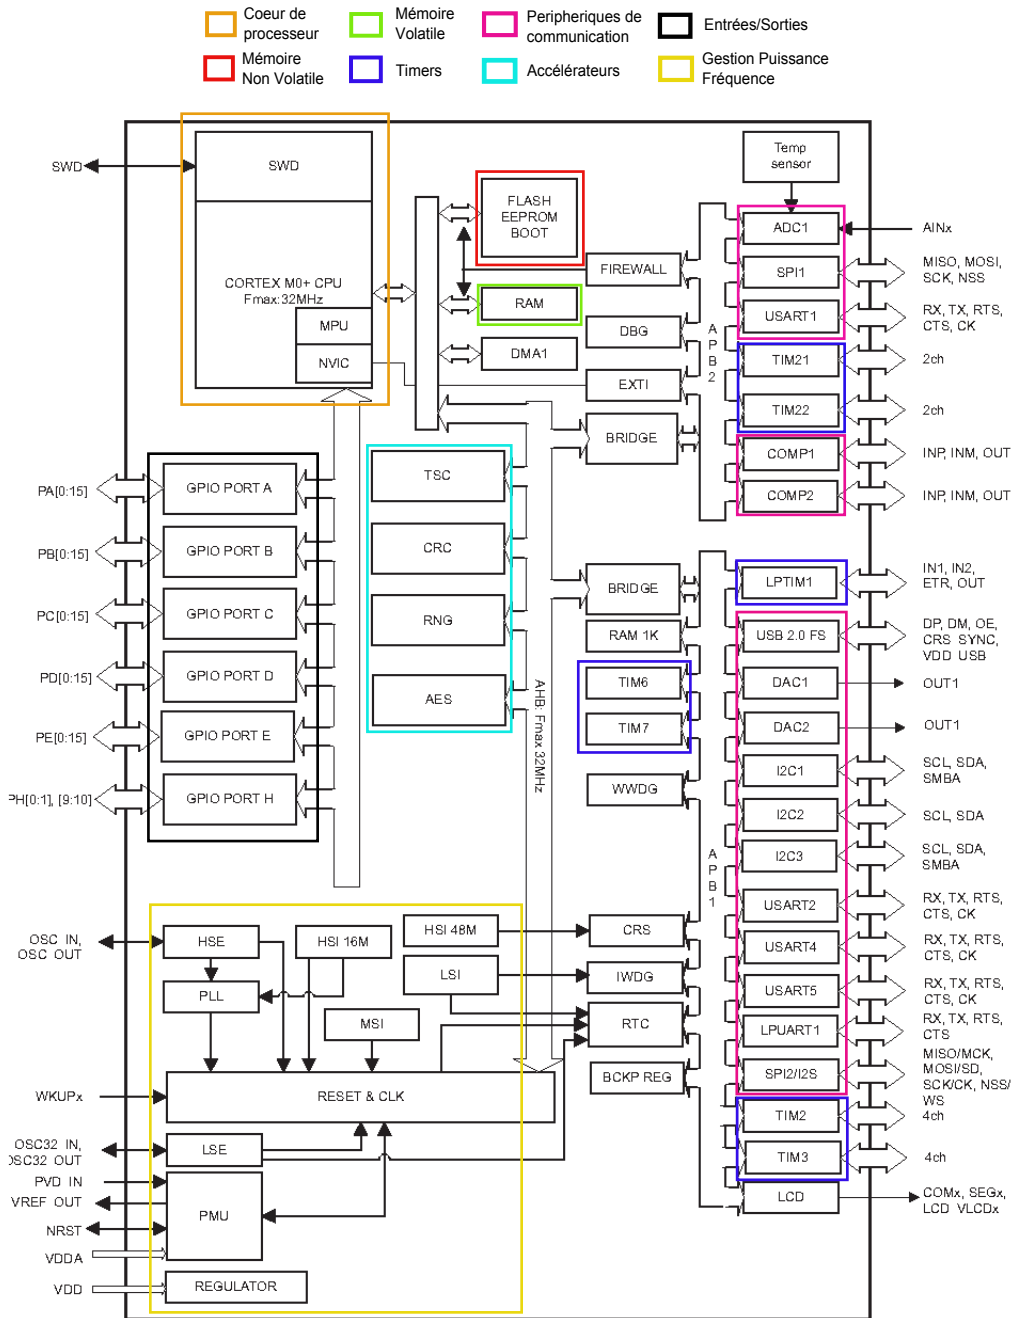 Coeur de
processeur
Mémoire
Volatile
Peripheriques de
communication
Entrées/Sorties
Mémoire
Non Volatile
Timers
Accélérateurs
Gestion Puissance
Fréquence
SWD
SWD
CORTEX M0+ CPU
Fmax:32MHz
MPU
NVIC
FLASH
EEPROM
BOOT
RAM
DMA1
FIREWALL
DBG
EXTI
BRIDGE
APB2
Temp
sensor
ADC1
AINx
SPI1
MISO, MOSI,
SCK, NSS
USART1
RX, TX, RTS,
CTS, CK
TIM21
2ch
TIM22
2ch
COMP1
INP, INM, OUT
COMP2
INP, INM, OUT
PA[0:15]
GPIO PORT A
PB[0:15]
GPIO PORT B
PC[0:15]
GPIO PORT C
PD[0:15]
GPIO PORT D
PE[0:15]
GPIO PORT E
PH[0:1], [9:10]
GPIO PORT H
TSC
CRC
RNG
AES
AHB: Fmax 32MHz
BRIDGE
RAM 1K
TIM6
TIM7
WWDG
APB1
LPTIM1
IN1, IN2,
ETR, OUT
USB 2.0 FS
DP, DM, OE,
CRS SYNC,
VDD USB
DAC1
OUT1
DAC2
OUT1
I2C1
SCL, SDA,
SMBA
I2C2
SCL, SDA
I2C3
SCL, SDA,
SMBA
USART2
RX, TX, RTS,
CTS, CK
USART4
RX, TX, RTS,
CTS, CK
USART5
RX, TX, RTS,
CTS, CK
LPUART1
RX, TX, RTS,
CTS
SPI2/I2S
MISO/MCK,
MOSI/SD,
SCK/CK, NSS/
WS
TIM2
4ch
TIM3
4ch
LCD
COMx, SEGx,
LCD VLCDx
OSC IN,
OSC OUT
HSE
HSI 16M
HSI 48M
CRS
PLL
LSI
IWDG
MSI
RTC
WKUPx
RESET & CLK
BCKP REG
OSC32 IN,
OSC32 OUT
LSE
PVD IN
VREF OUT
PMU
NRST
VDDA
VDD
REGULATOR